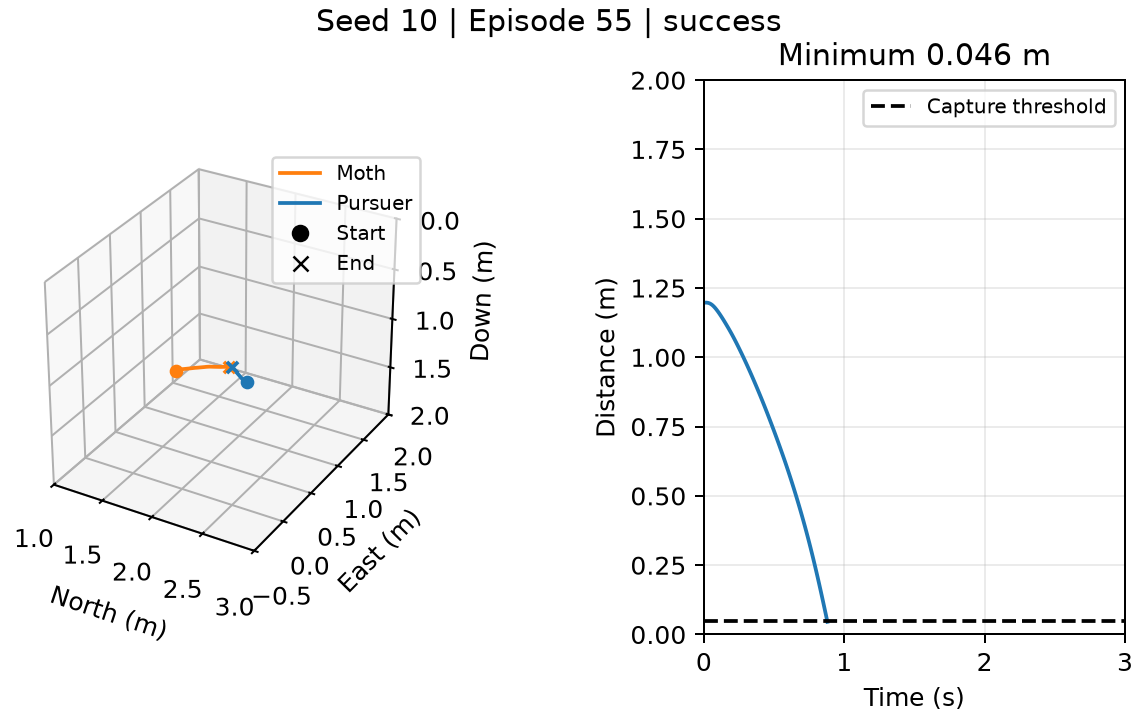 Seed 10 | Episode 55 | success
Moth
Pursuer
Start
End
0.0
0.5
1.0
1.5
2.0
Down (m)
2.0
1.5
1.0
0.5
0.0
−0.5
East (m)
1.0
1.5
2.0
2.5
3.0
North (m)
Minimum 0.046 m
Capture threshold
2.00
1.75
1.50
1.25
1.00
0.75
0.50
0.25
0.00
Distance (m)
0
1
2
3
Time (s)